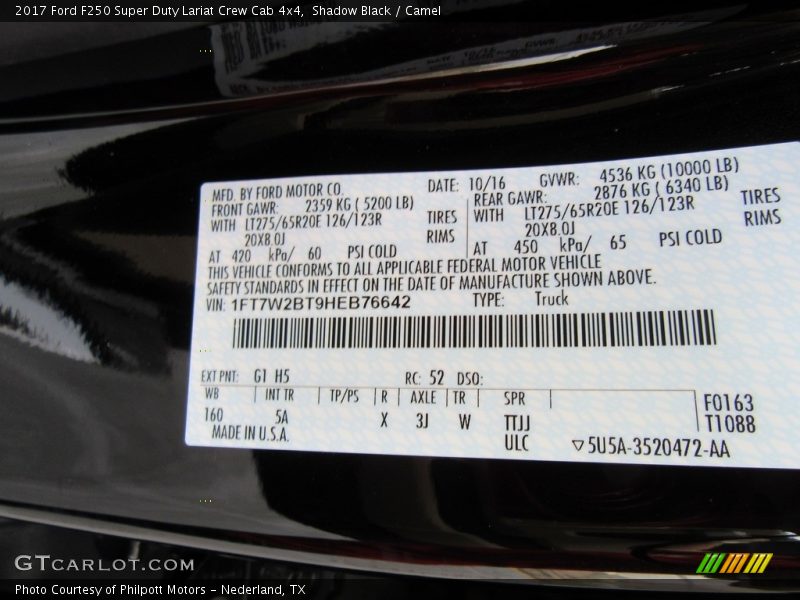 2017 Ford F250 Super Duty Lariat Crew Cab 4x4, Shadow Black / Camel
MFD. BY FORD MOTOR CO. DATE: 10/16 GVWR: 4536 KG (10000 LB)
FRONT GAWR: 2359 KG ( 5200 LB) REAR GAWR: 2876 KG ( 6340 LB)
WITH LT275/65R20E 126/123R TIRES WITH LT275/65R20E 126/123R TIRES
20X8.0J RIMS 20X8.0J RIMS
AT 420 kPa/ 60 PSI COLD AT 450 kPa/ 65 PSI COLD
THIS VEHICLE CONFORMS TO ALL APPLICABLE FEDERAL MOTOR VEHICLE
SAFETY STANDARDS IN EFFECT ON THE DATE OF MANUFACTURE SHOWN ABOVE.
VIN: 1FT7W2BT9HEB76642 TYPE: Truck
EXT PNT: G1 H5 RC: 52 DSO:
WB INT TR TP/PS R AXLE TR SPR F0163
160 5A X 3J W TTJJ T1088
MADE IN U.S.A. ULC ▽5U5A-3520472-AA
GTCARLOT.COM
Photo Courtesy of Philpott Motors – Nederland, TX